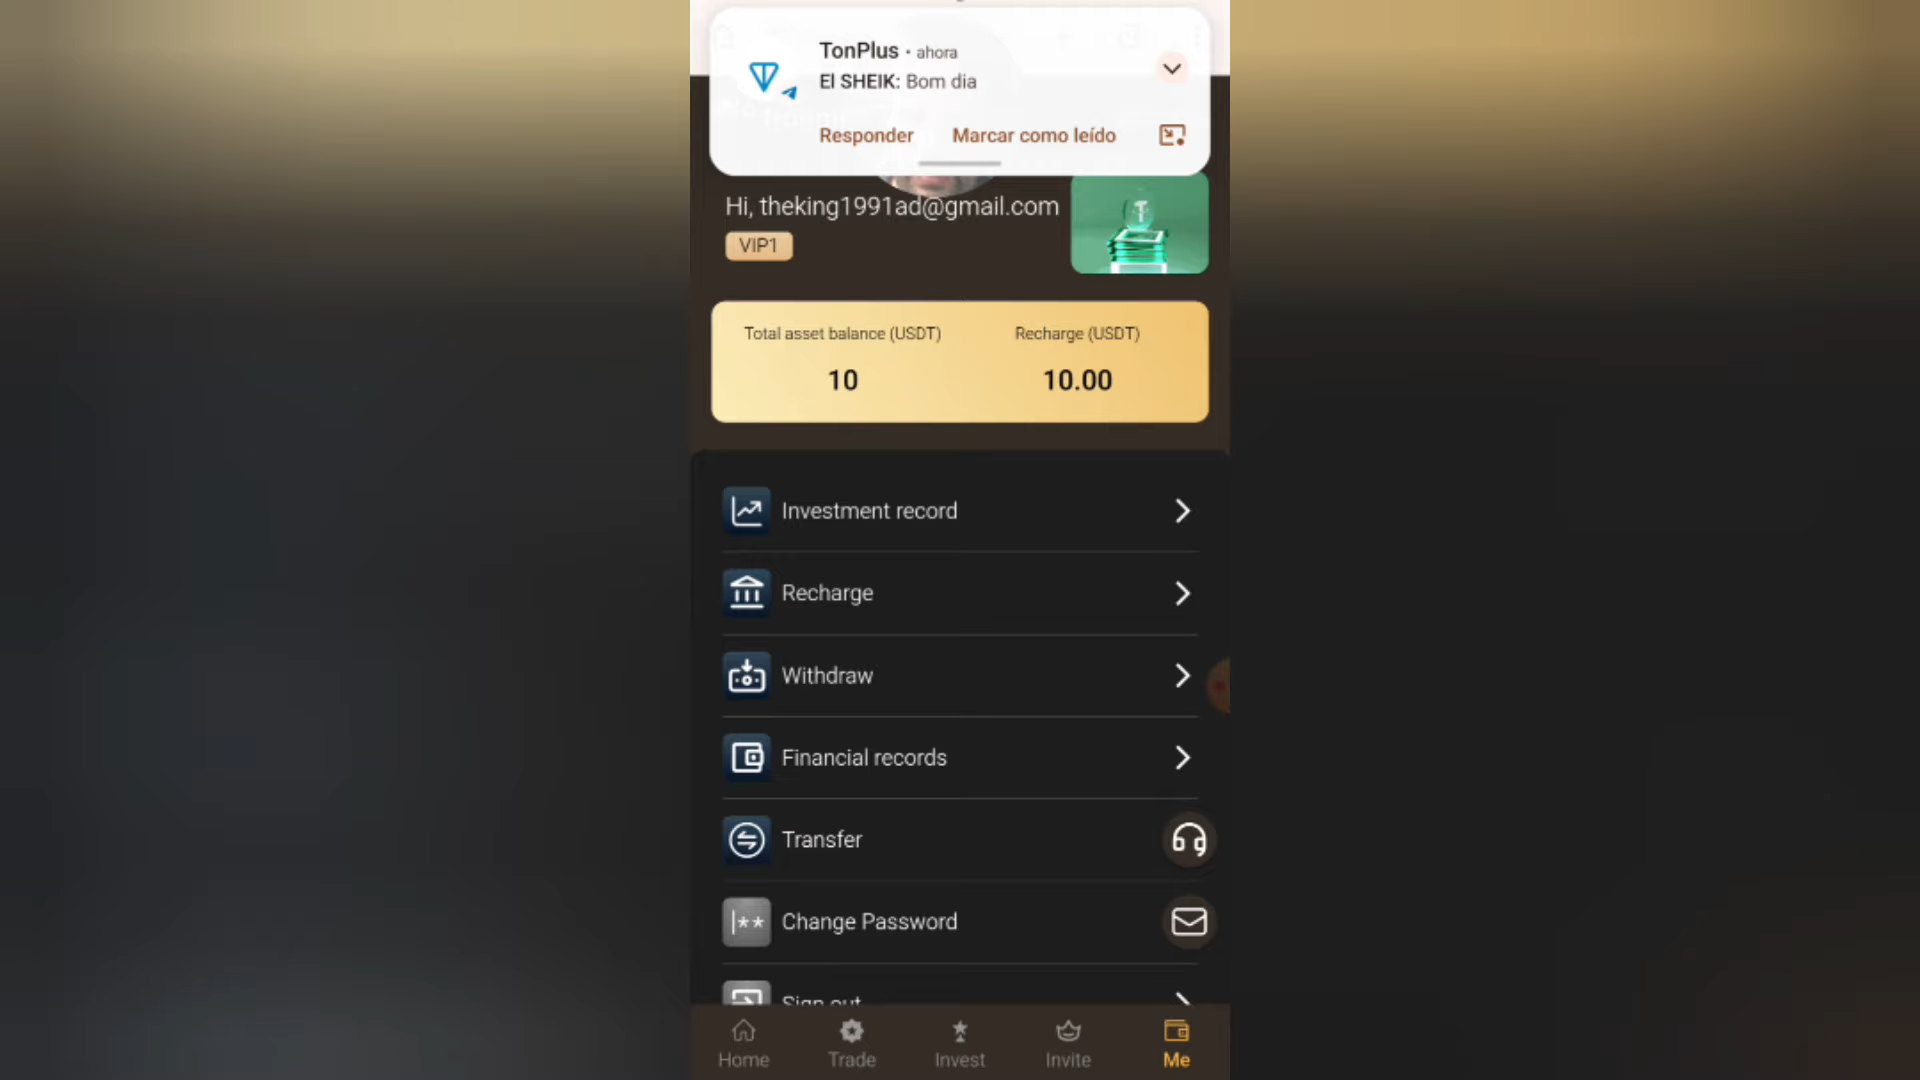 TonPlus • ahora
El SHEIK: Bom dia
Responder
Marcar como leído
Hi, theking1991ad@gmail.com
VIP1
Total asset balance (USDT)
Recharge (USDT)
10
10.00
Investment record
Recharge
Withdraw
Financial records
Transfer
Change Password
Sign out
Home
Trade
Invest
Invite
Me